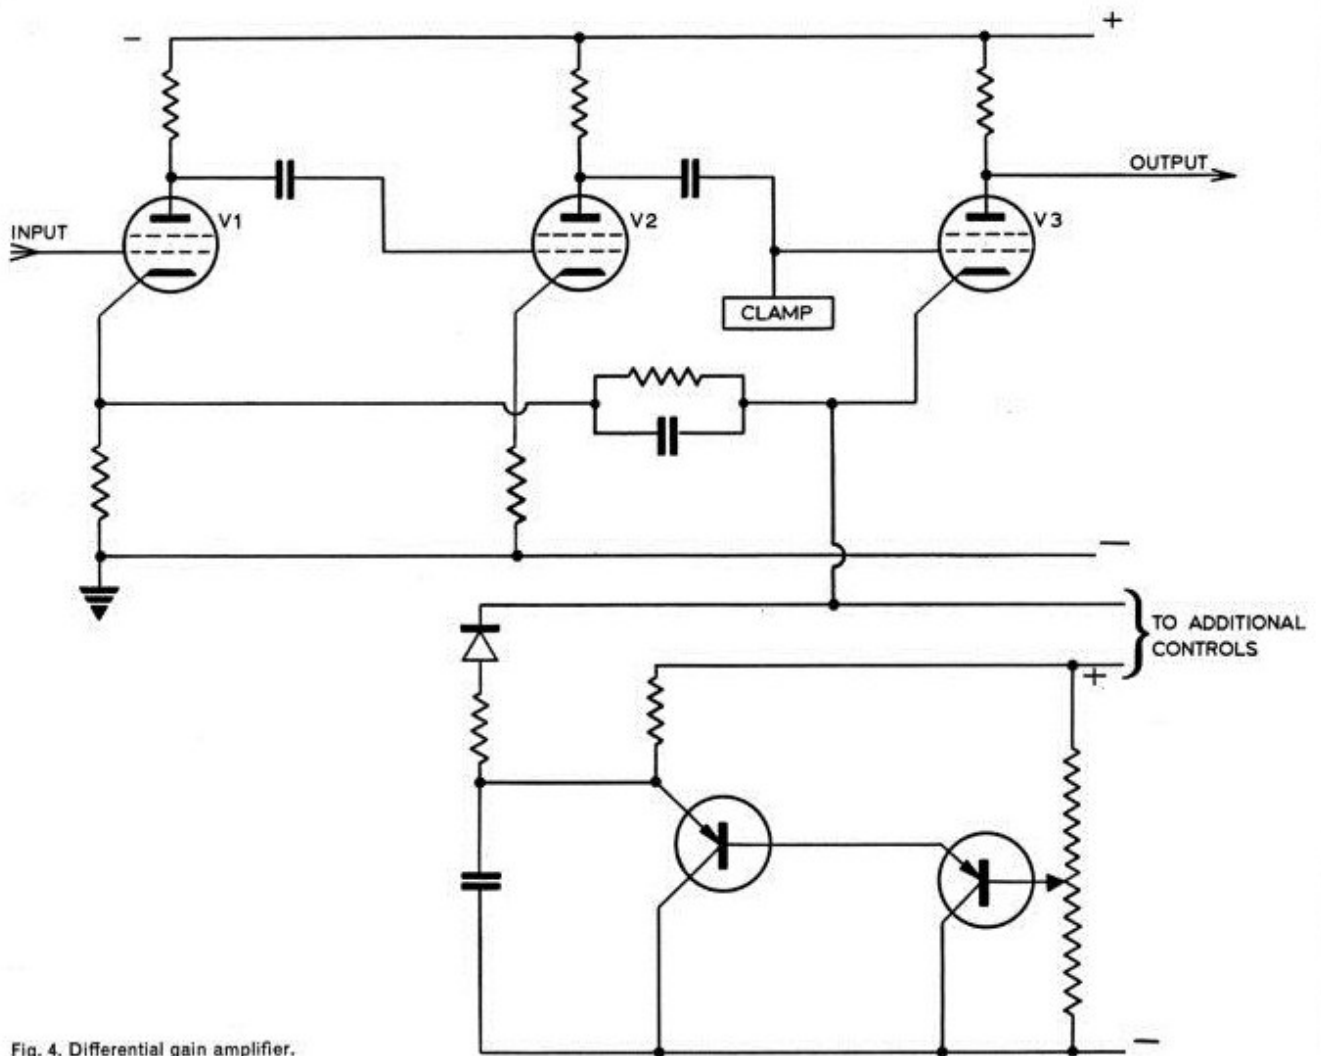 −
+
OUTPUT
V1
V2
V3
INPUT
CLAMP
−
TO ADDITIONAL
CONTROLS
+
−
Fig. 4. Differential gain amplifier.